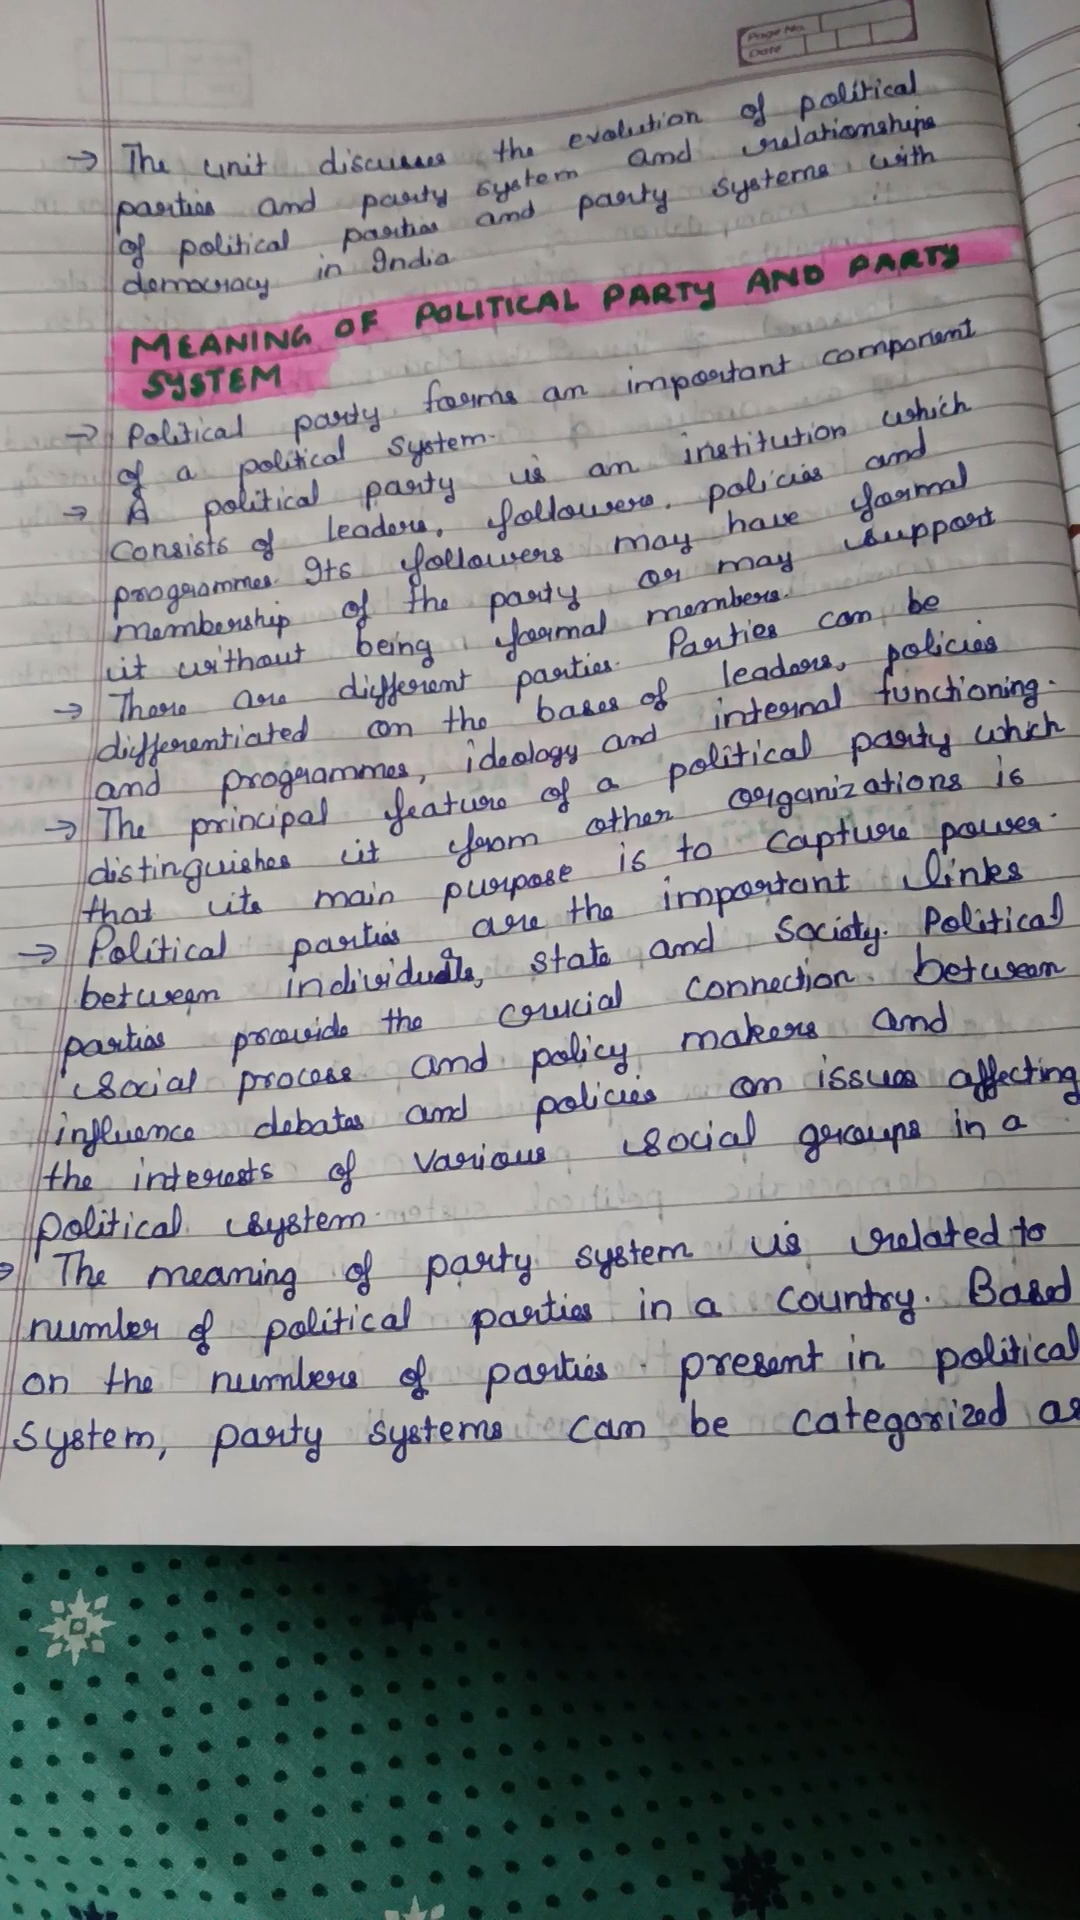 Page No.
Date
→ The unit discusses the evolution of political
parties and party system and relationships
of political parties and party systems with
democracy in India
MEANING OF POLITICAL PARTY AND PARTY
SYSTEM
→ Political party forms an important component
of a political system.
→ A political party is an institution which
consists of leaders, followers, policies and
programmes. Its followers may have formal
membership of the party or may support
it without being formal members.
→ There are different parties. Parties can be
differentiated on the bases of leaders, policies
and programmes, ideology and internal functioning.
→ The principal feature of a political party which
distinguishes it from other organizations is
that its main purpose is to capture power.
→ Political parties are the important links
between individuals, state and society. Political
parties provide the crucial connection between
social process and policy makers and
influence debates and policies on issues affecting
the interests of various social groups in a
political system.
→ The meaning of party system is related to
number of political parties in a country. Based
on the numbers of parties present in political
system, party systems can be categorized as